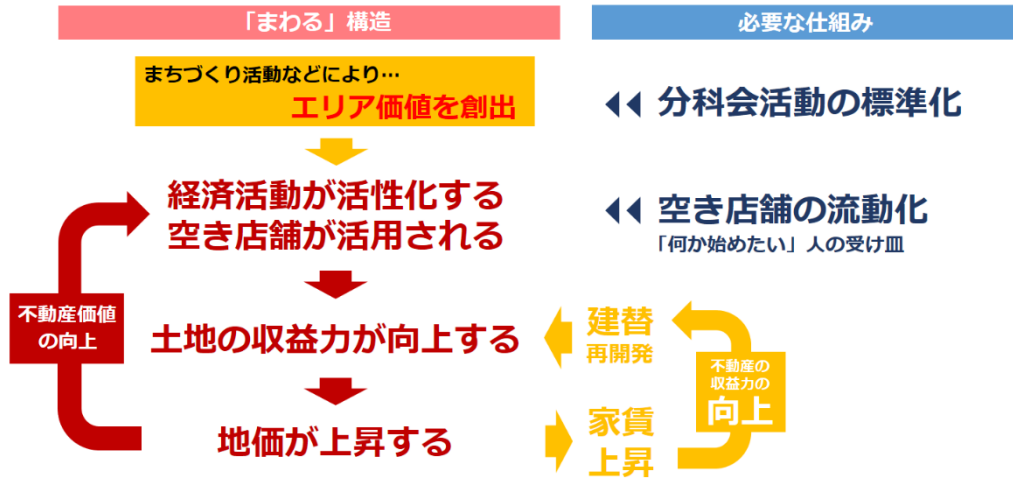 「まわる」構造
必要な仕組み
まちづくり活動などにより…
エリア価値を創出
分科会活動の標準化
経済活動が活性化する
空き店舗が活用される
空き店舗の流動化
「何か始めたい」人の受け皿
不動産価値
の向上
土地の収益力が向上する
建替
再開発
不動産の
収益力の
向上
地価が上昇する
家賃
上昇